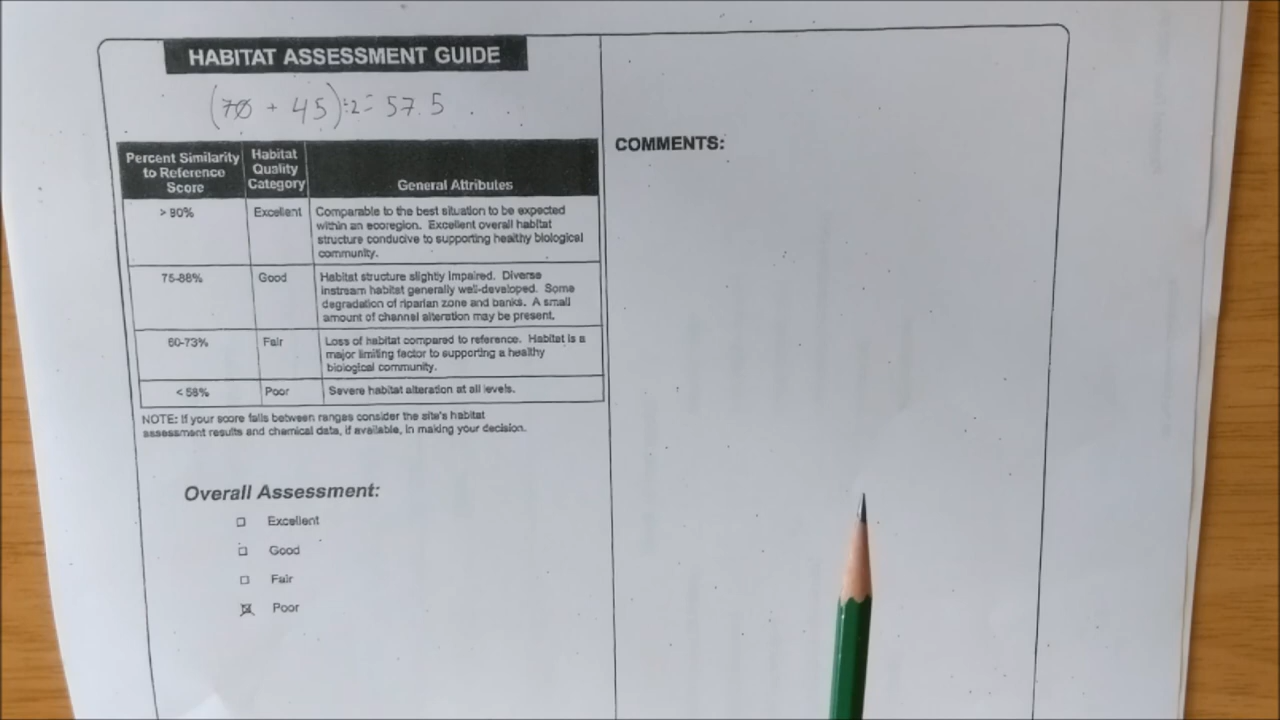 HABITAT ASSESSMENT GUIDE
(70 + 45) ÷2 = 57.5
COMMENTS:
Percent Similarity
to Reference
Score
Habitat
Quality
Category
General Attributes
> 90%
Excellent
Comparable to the best situation to be expected
within an ecoregion. Excellent overall habitat
structure conducive to supporting healthy biological
community.
75-88%
Good
Habitat structure slightly impaired. Diverse
instream habitat generally well-developed. Some
degradation of riparian zone and banks. A small
amount of channel alteration may be present.
60-73%
Fair
Loss of habitat compared to reference. Habitat is a
major limiting factor to supporting a healthy
biological community.
< 58%
Poor
Severe habitat alteration at all levels.
NOTE: If your score falls between ranges consider the site's habitat
assessment results and chemical data, if available, in making your decision.
Overall Assessment:
Excellent
Good
Fair
Poor